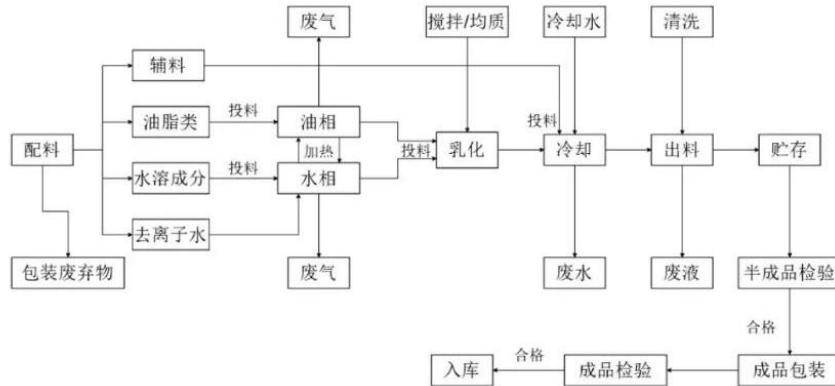 废气
搅拌/均质
冷却水
清洗
辅料
油脂类
投料
油相
投料
配料
加热
投料
乳化
冷却
出料
贮存
水溶成分
投料
水相
去离子水
包装废弃物
废气
废水
废液
半成品检验
合格
入库
合格
成品检验
成品包装